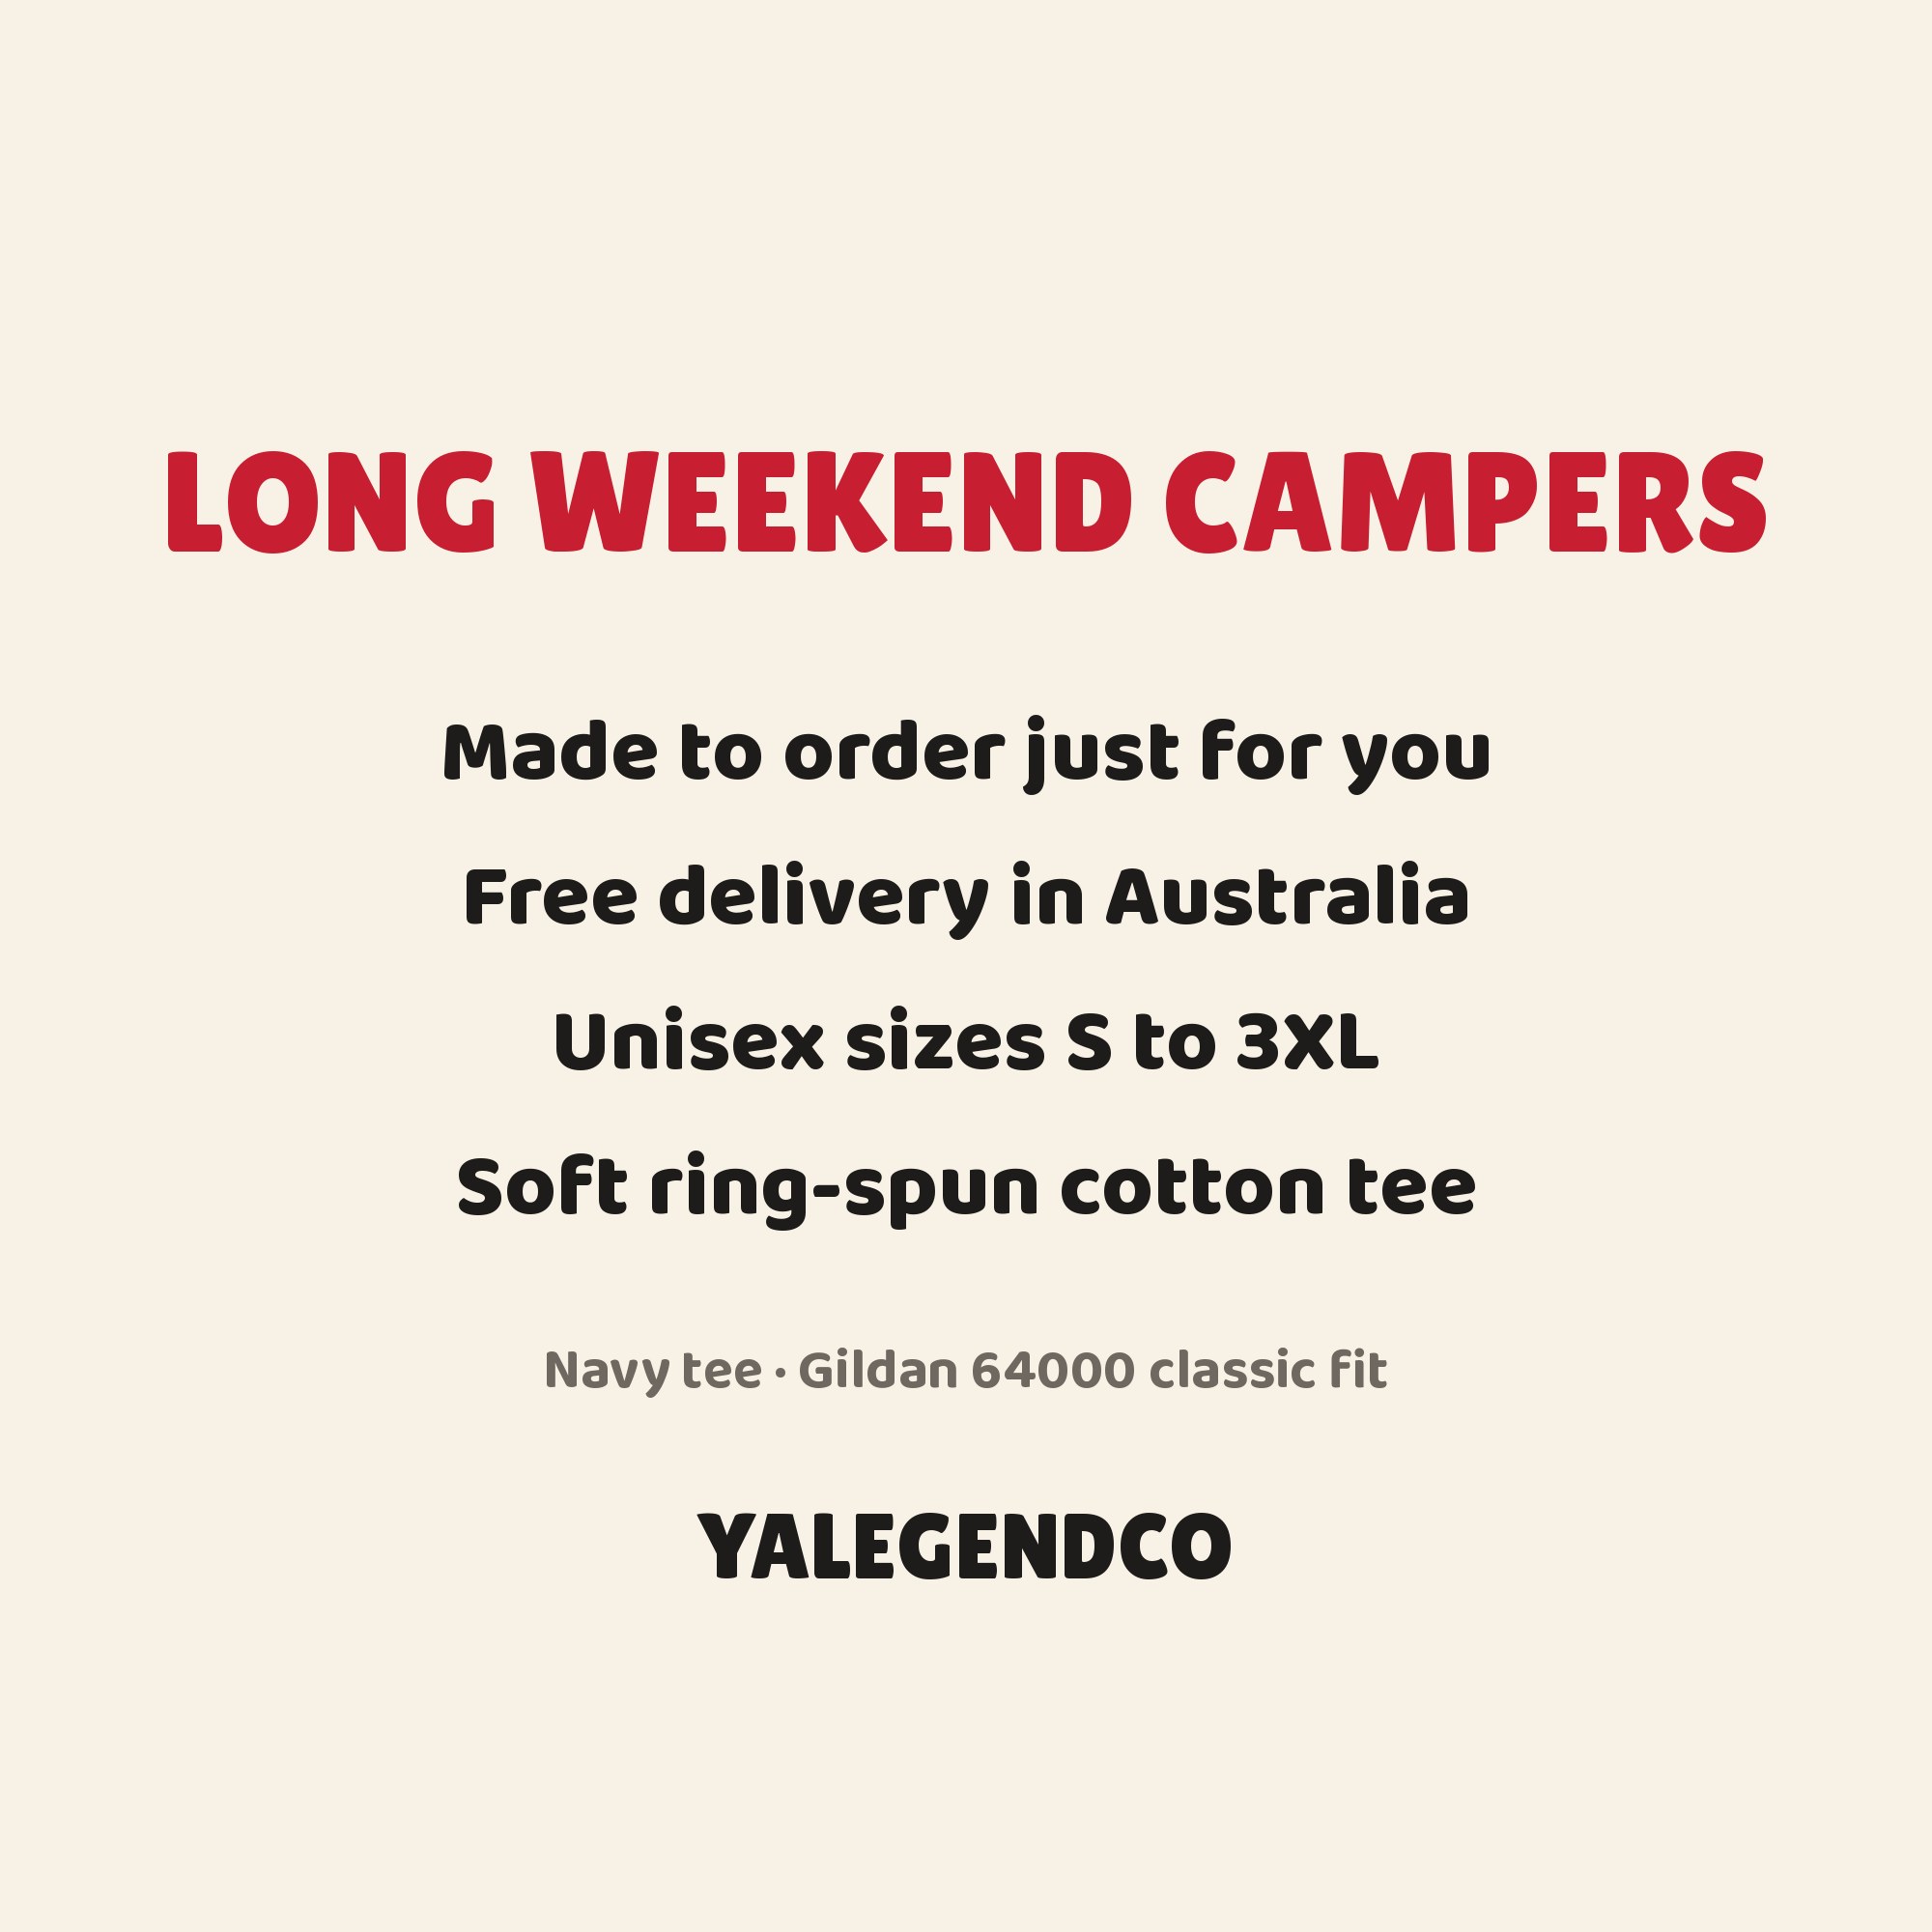 LONG WEEKEND CAMPERS
Made to order just for you
Free delivery in Australia
Unisex sizes S to 3XL
Soft ring-spun cotton tee
Navy tee · Gildan 64000 classic fit
YALEGENDCO